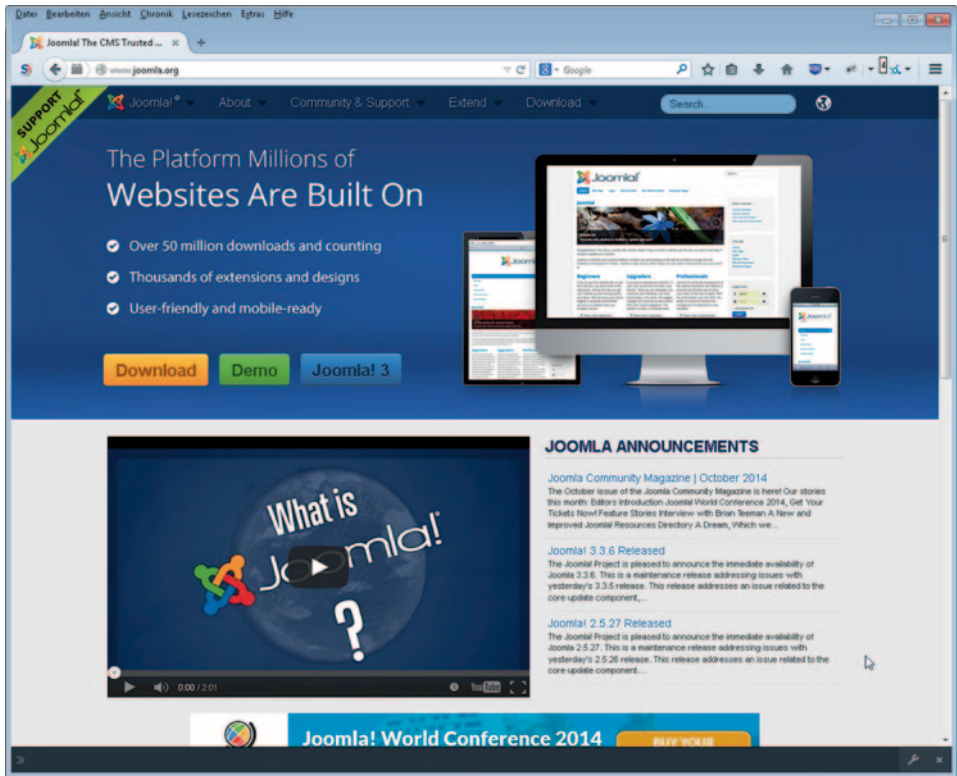 Datei Bearbeiten Ansicht Chronik Lesezeichen Extras Hilfe
Joomla! The CMS Trusted ...
www.joomla.org
Google
SUPPORT
Joomla!
Joomla!® About Community & Support Extend Download
Search...
The Platform Millions of
Websites Are Built On
Over 50 million downloads and counting
Thousands of extensions and designs
User-friendly and mobile-ready
Download Demo Joomla! 3
Joomla!
Joomla
Beginners Upgraders Professionals
What is
Joomla!
?
0:00 / 2:01
YouTube
JOOMLA ANNOUNCEMENTS
Joomla Community Magazine | October 2014
The October issue of the Joomla Community Magazine is here! Our stories
this month: Editors Introduction Joomla! World Conference 2014, Get Your
Tickets Now! Feature Stories Interview with Brian Teeman A New and
Improved Joomla! Resources Directory A Dream, Which we...
Joomla! 3.3.6 Released
The Joomla! Project is pleased to announce the immediate availability of
Joomla 3.3.6. This is a maintenance release addressing issues with
yesterday's 3.3.5 release. This release addresses an issue related to the
core update component,...
Joomla! 2.5.27 Released
The Joomla! Project is pleased to announce the immediate availability of
Joomla 2.5.27. This is a maintenance release addressing issues with
yesterday's 2.5.26 release. This release addresses an issue related to the
core update component....
Joomla! World Conference 2014
BUY YOUR